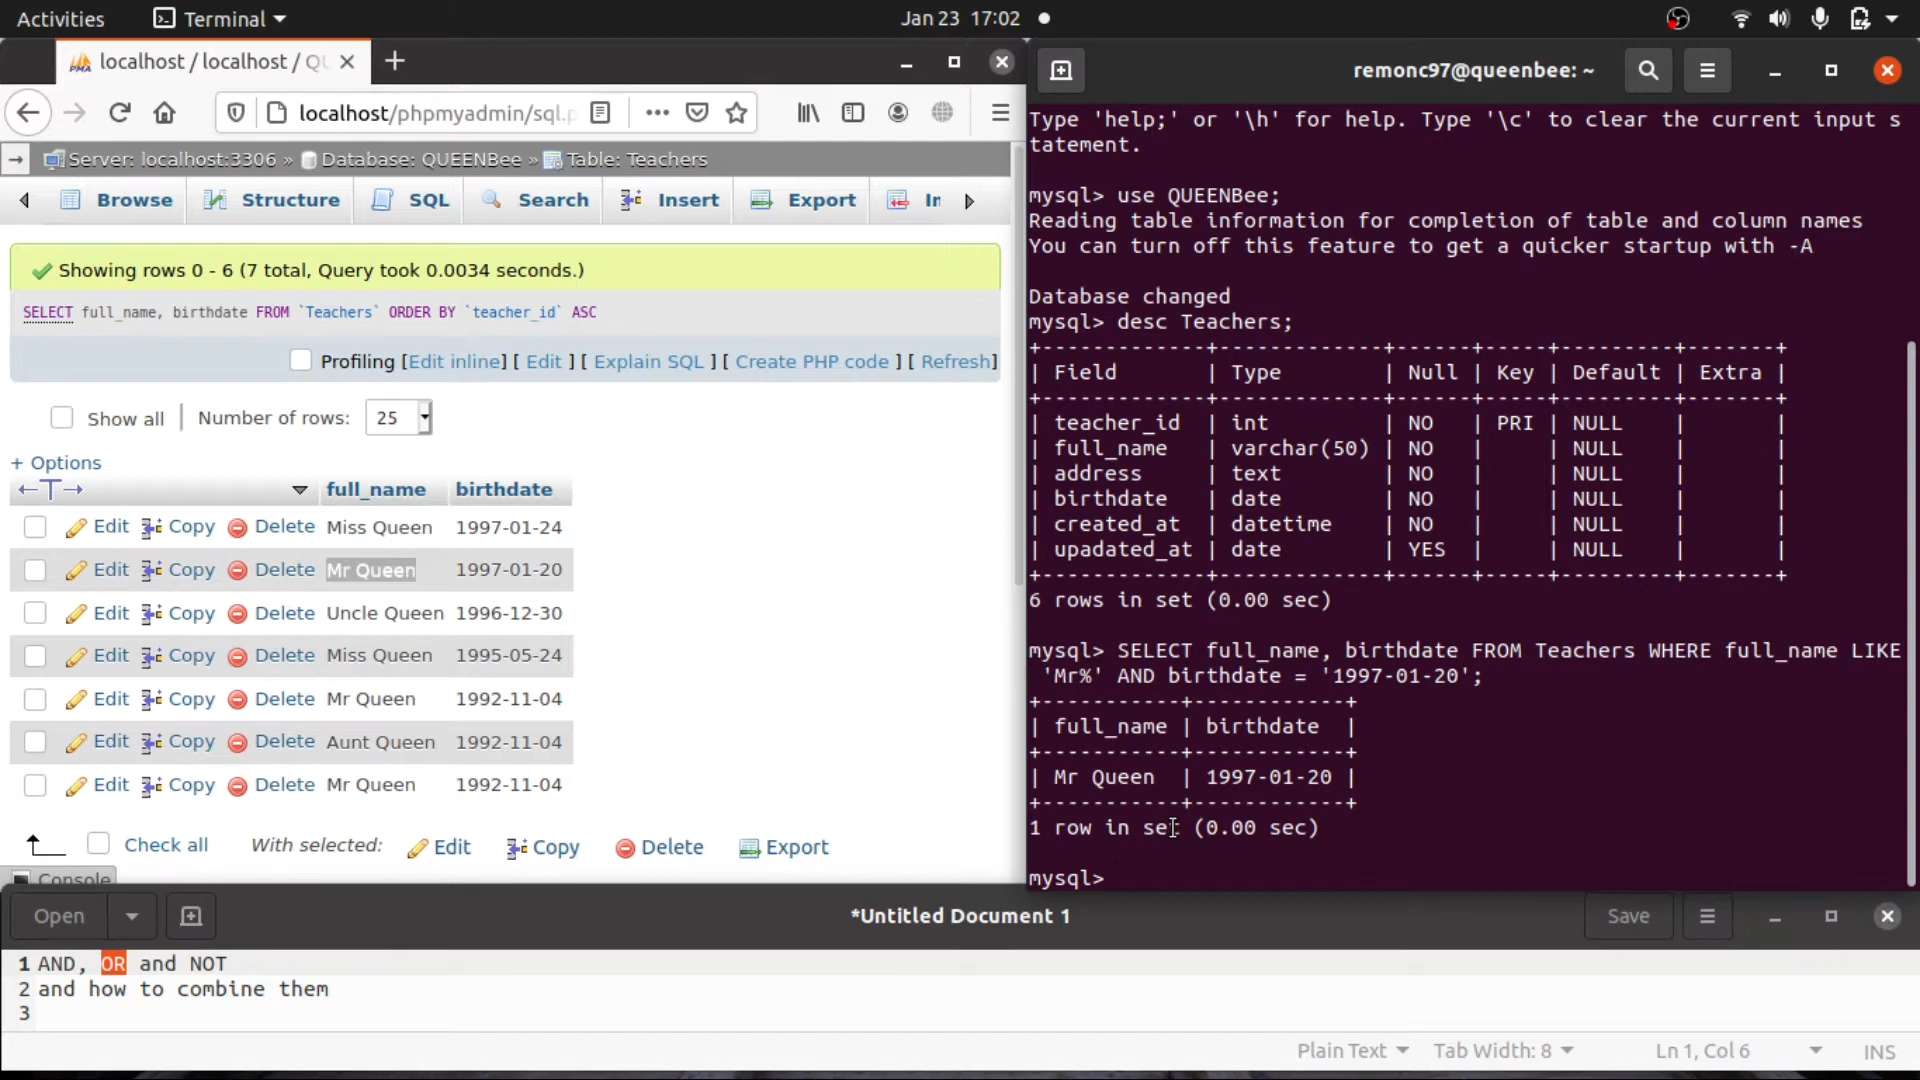 Activities Terminal Jan 23 17:02
localhost / localhost / QU
localhost/phpmyadmin/sql.p
Server: localhost:3306 » Database: QUEENBee » Table: Teachers
Browse Structure SQL Search Insert Export In
Showing rows 0 - 6 (7 total, Query took 0.0034 seconds.)
SELECT full_name, birthdate FROM `Teachers` ORDER BY `teacher_id` ASC
Profiling [Edit inline] [ Edit ] [ Explain SQL ] [ Create PHP code ] [ Refresh]
Show all Number of rows: 25
+ Options
←T→ full_name birthdate
Edit Copy Delete Miss Queen 1997-01-24
Edit Copy Delete Mr Queen 1997-01-20
Edit Copy Delete Uncle Queen 1996-12-30
Edit Copy Delete Miss Queen 1995-05-24
Edit Copy Delete Mr Queen 1992-11-04
Edit Copy Delete Aunt Queen 1992-11-04
Edit Copy Delete Mr Queen 1992-11-04
Check all With selected: Edit Copy Delete Export
Console
remonc97@queenbee: ~
Type 'help;' or '\h' for help. Type '\c' to clear the current input s
tatement.
mysql> use QUEENBee;
Reading table information for completion of table and column names
You can turn off this feature to get a quicker startup with -A
Database changed
mysql> desc Teachers;
+-------------+-------------+------+-----+---------+-------+
| Field       | Type        | Null | Key | Default | Extra |
+-------------+-------------+------+-----+---------+-------+
| teacher_id  | int         | NO   | PRI | NULL    |       |
| full_name   | varchar(50) | NO   |     | NULL    |       |
| address     | text        | NO   |     | NULL    |       |
| birthdate   | date        | NO   |     | NULL    |       |
| created_at  | datetime    | NO   |     | NULL    |       |
| upadated_at | date        | YES  |     | NULL    |       |
+-------------+-------------+------+-----+---------+-------+
6 rows in set (0.00 sec)
mysql> SELECT full_name, birthdate FROM Teachers WHERE full_name LIKE
'Mr%' AND birthdate = '1997-01-20';
+-----------+------------+
| full_name | birthdate  |
+-----------+------------+
| Mr Queen  | 1997-01-20 |
+-----------+------------+
1 row in set (0.00 sec)
mysql>
Open *Untitled Document 1 Save
1 AND, OR and NOT
2 and how to combine them
3
Plain Text Tab Width: 8 Ln 1, Col 6 INS